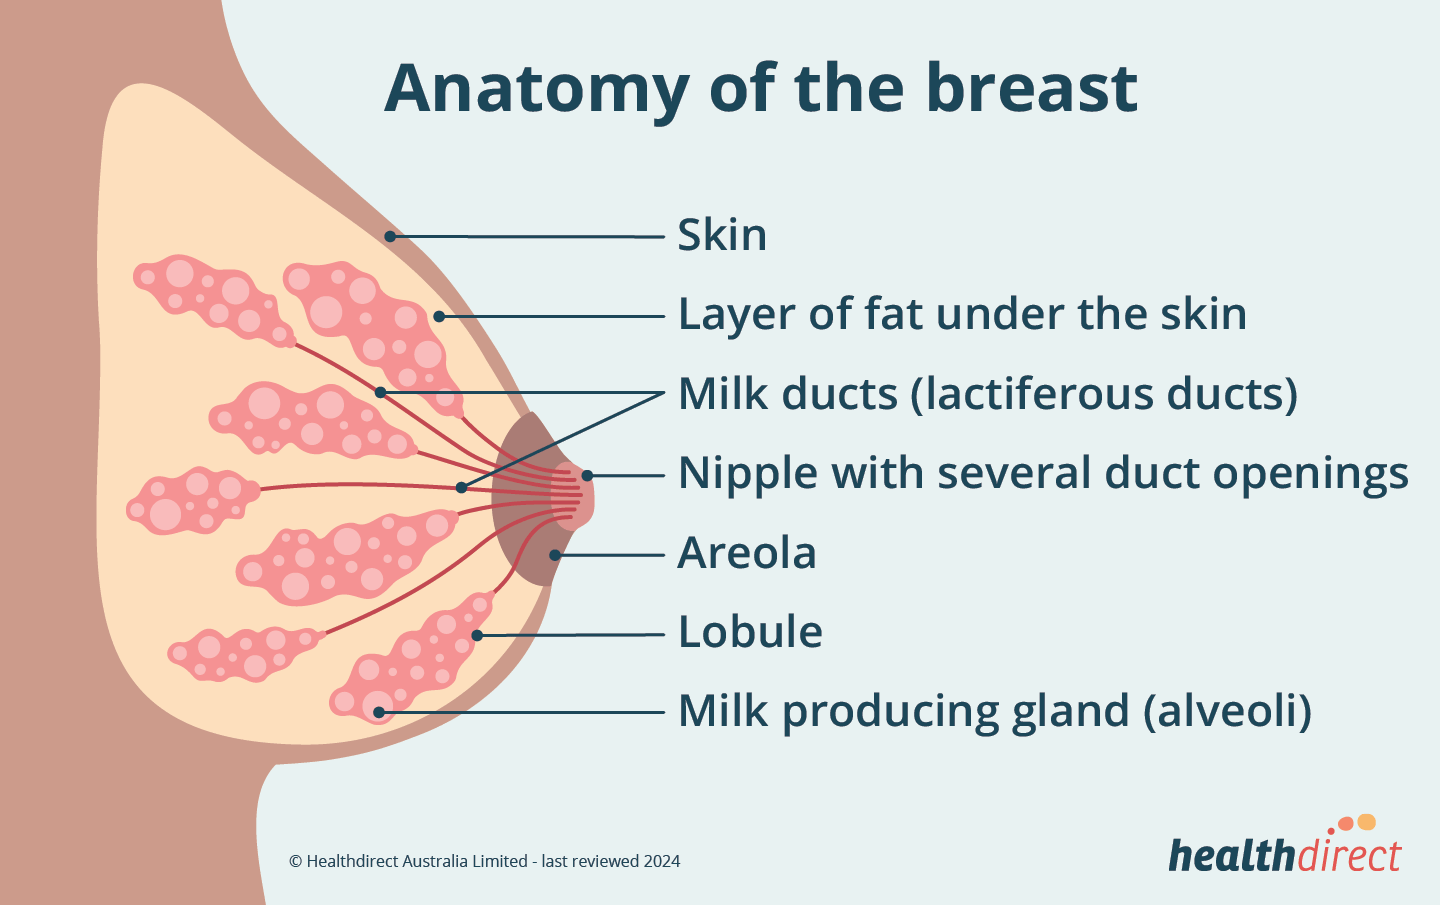 Anatomy of the breast
Skin
Layer of fat under the skin
Milk ducts (lactiferous ducts)
Nipple with several duct openings
Areola
Lobule
Milk producing gland (alveoli)
© Healthdirect Australia Limited - last reviewed 2024
healthdirect